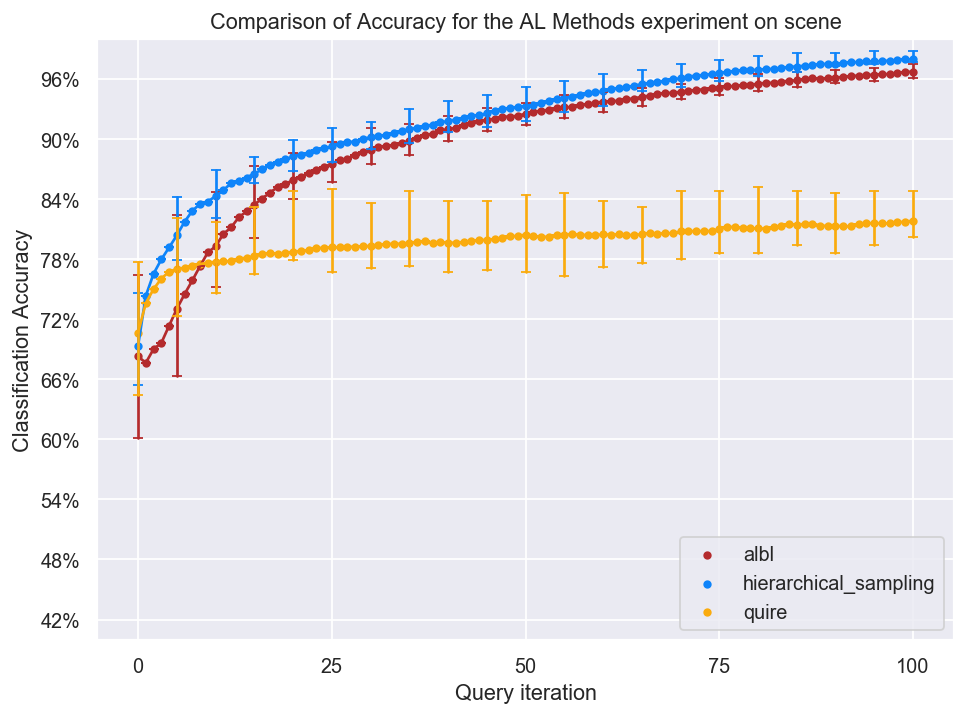 Comparison of Accuracy for the AL Methods experiment on scene
Classification Accuracy
96%
90%
84%
78%
72%
66%
60%
54%
48%
42%
albl
hierarchical_sampling
quire
0 25 50 75 100
Query iteration